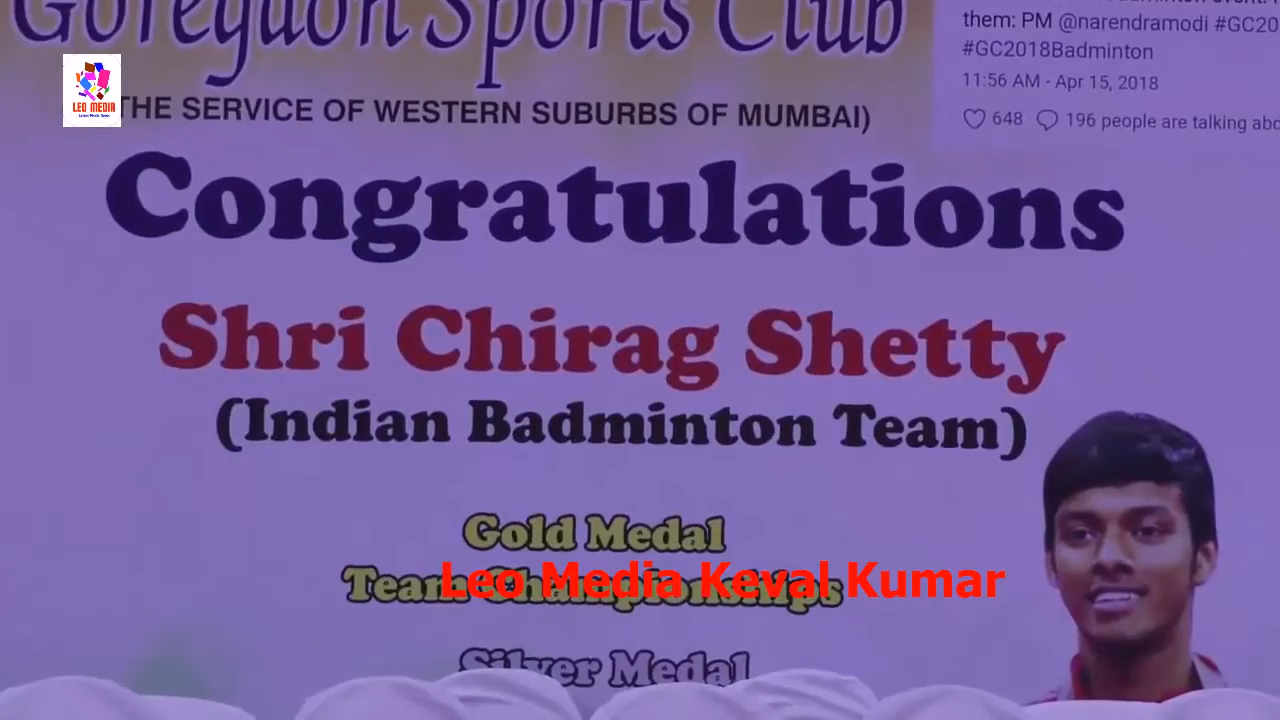 Goregaon Sports Club
THE SERVICE OF WESTERN SUBURBS OF MUMBAI)
them: PM @narendramodi #GC20
#GC2018Badminton
11:56 AM - Apr 15, 2018
648 196 people are talking abo
LEO MEDIA
Congratulations
Shri Chirag Shetty
(Indian Badminton Team)
Gold Medal
Team Championships
Leo Media Keval Kumar
Silver Medal